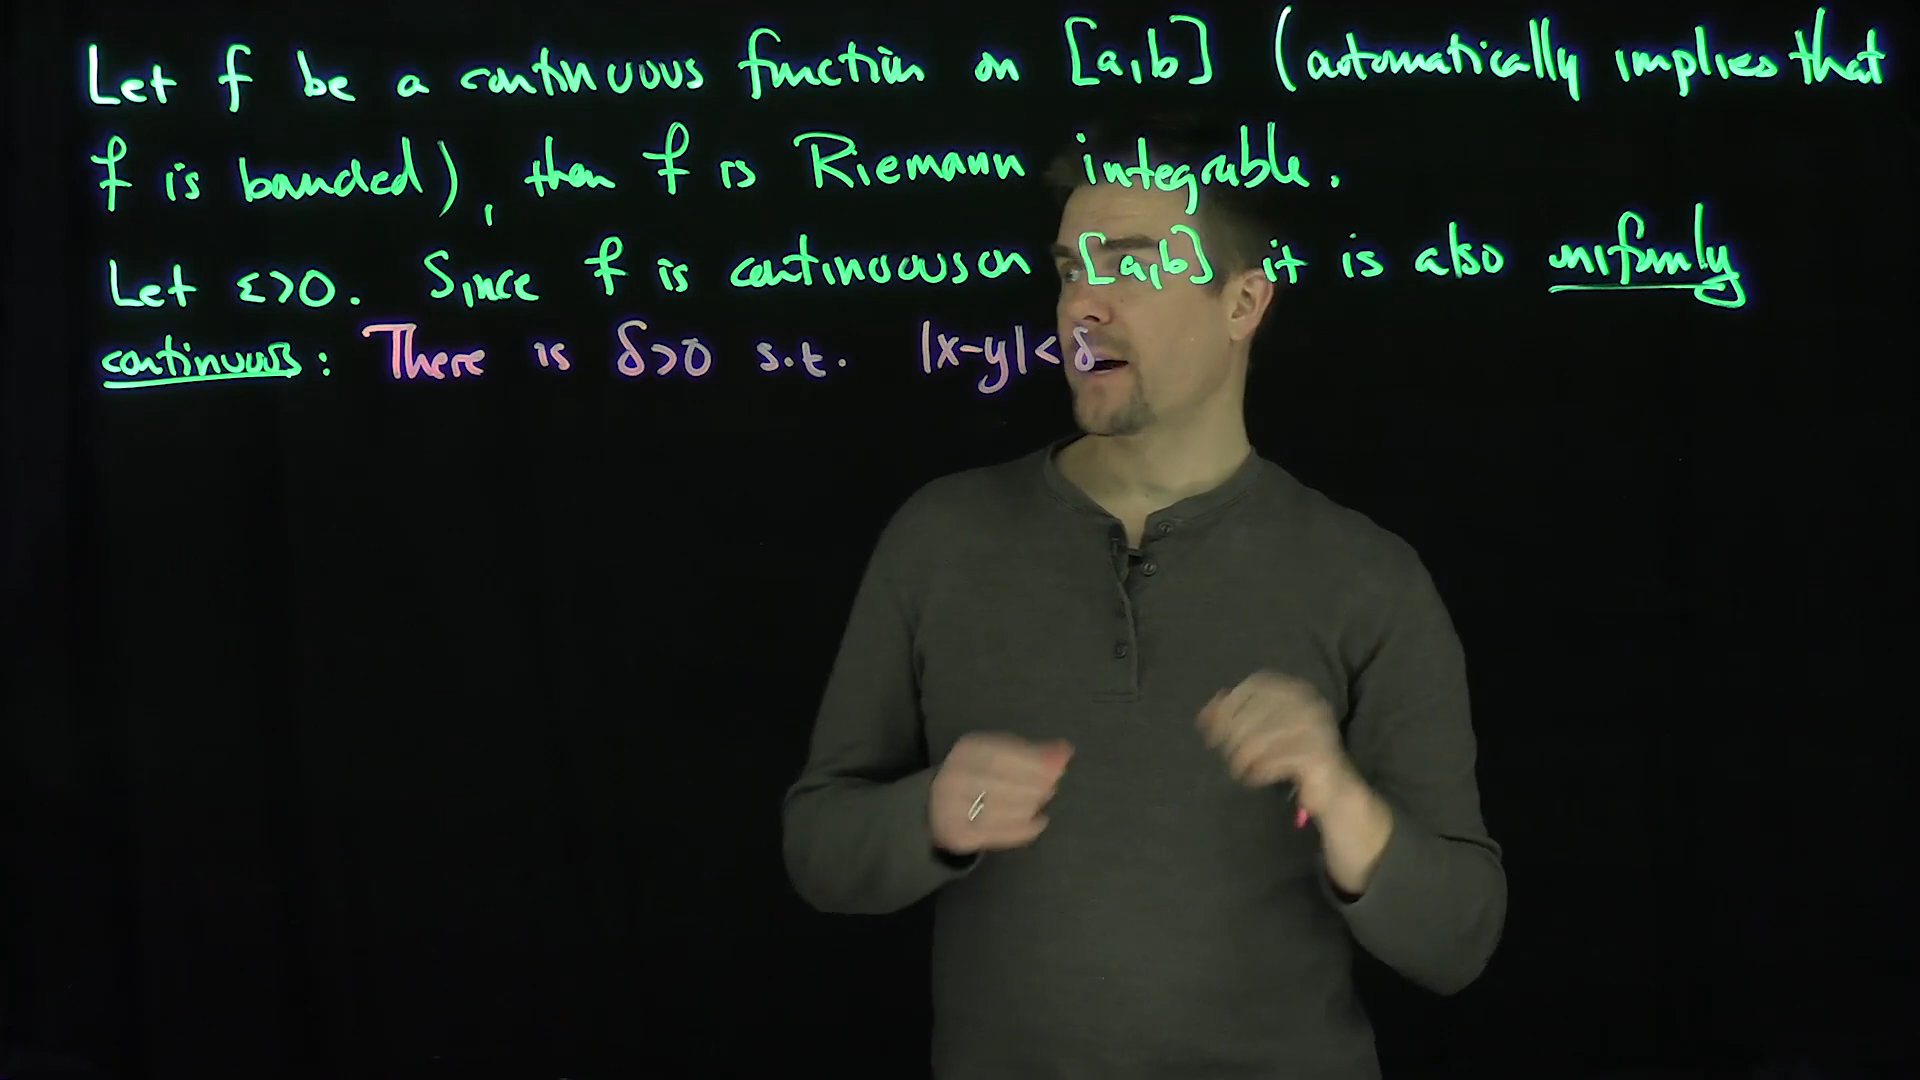 Let f be a continuous function on [a,b] (automatically implies that
f is bounded), then f is Riemann integrable.
Let ε>0. Since f is continuous on [a,b] it is also uniformly
continuous: There is δ>0 s.t. |x-y|<δ